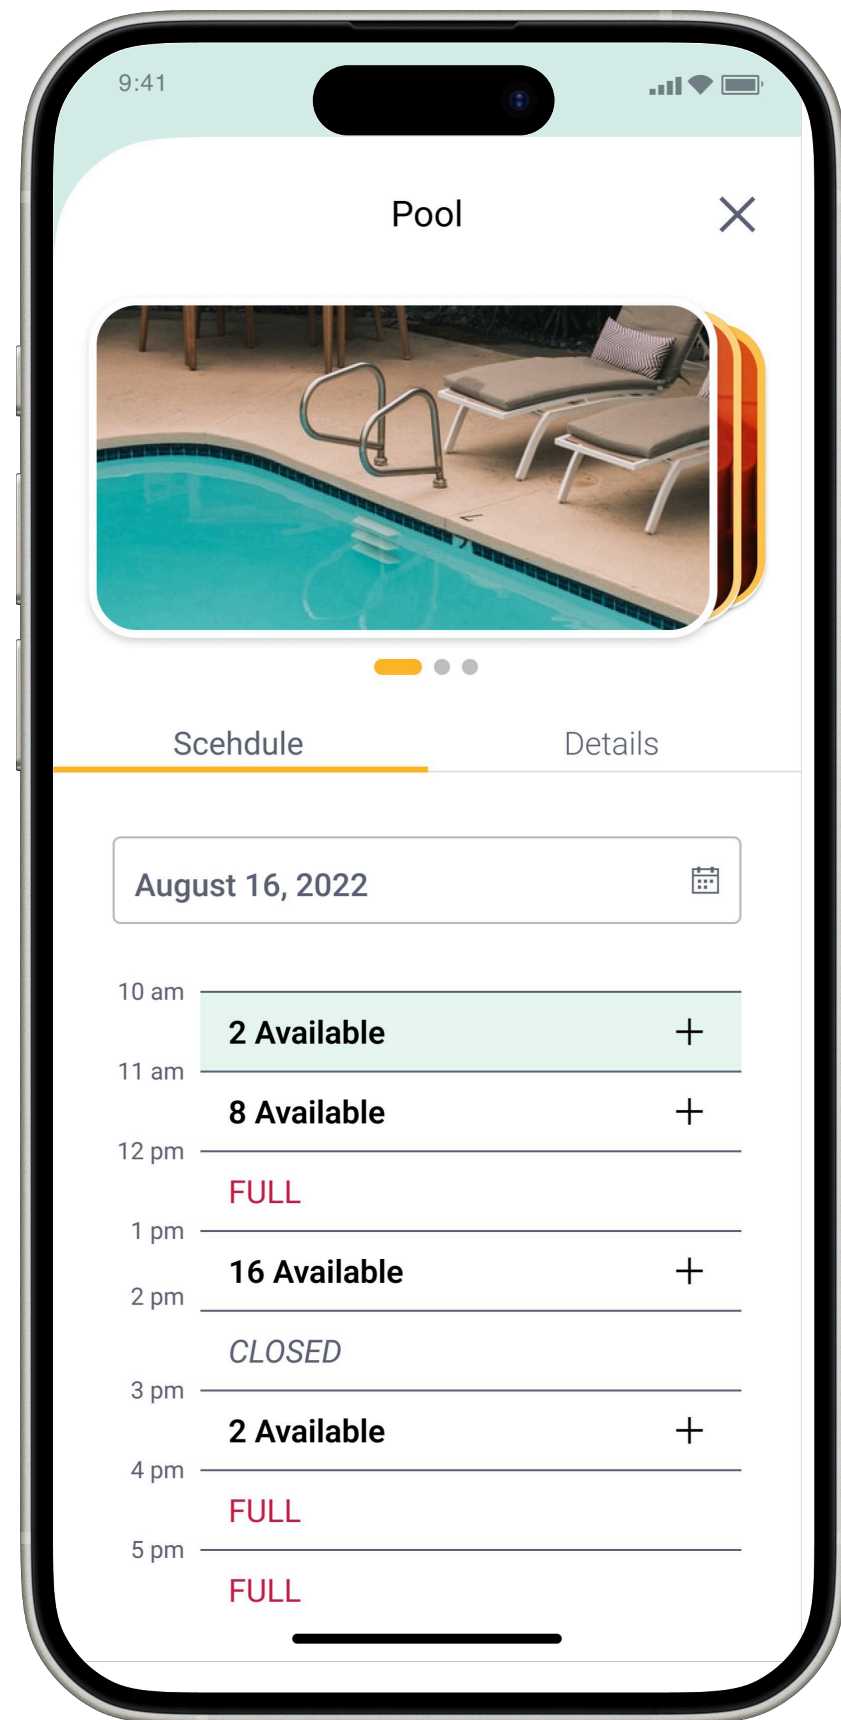 9:41
Pool
Scehdule
Details
August 16, 2022
10 am
2 Available
11 am
8 Available
12 pm
FULL
1 pm
16 Available
2 pm
CLOSED
3 pm
2 Available
4 pm
FULL
5 pm
FULL